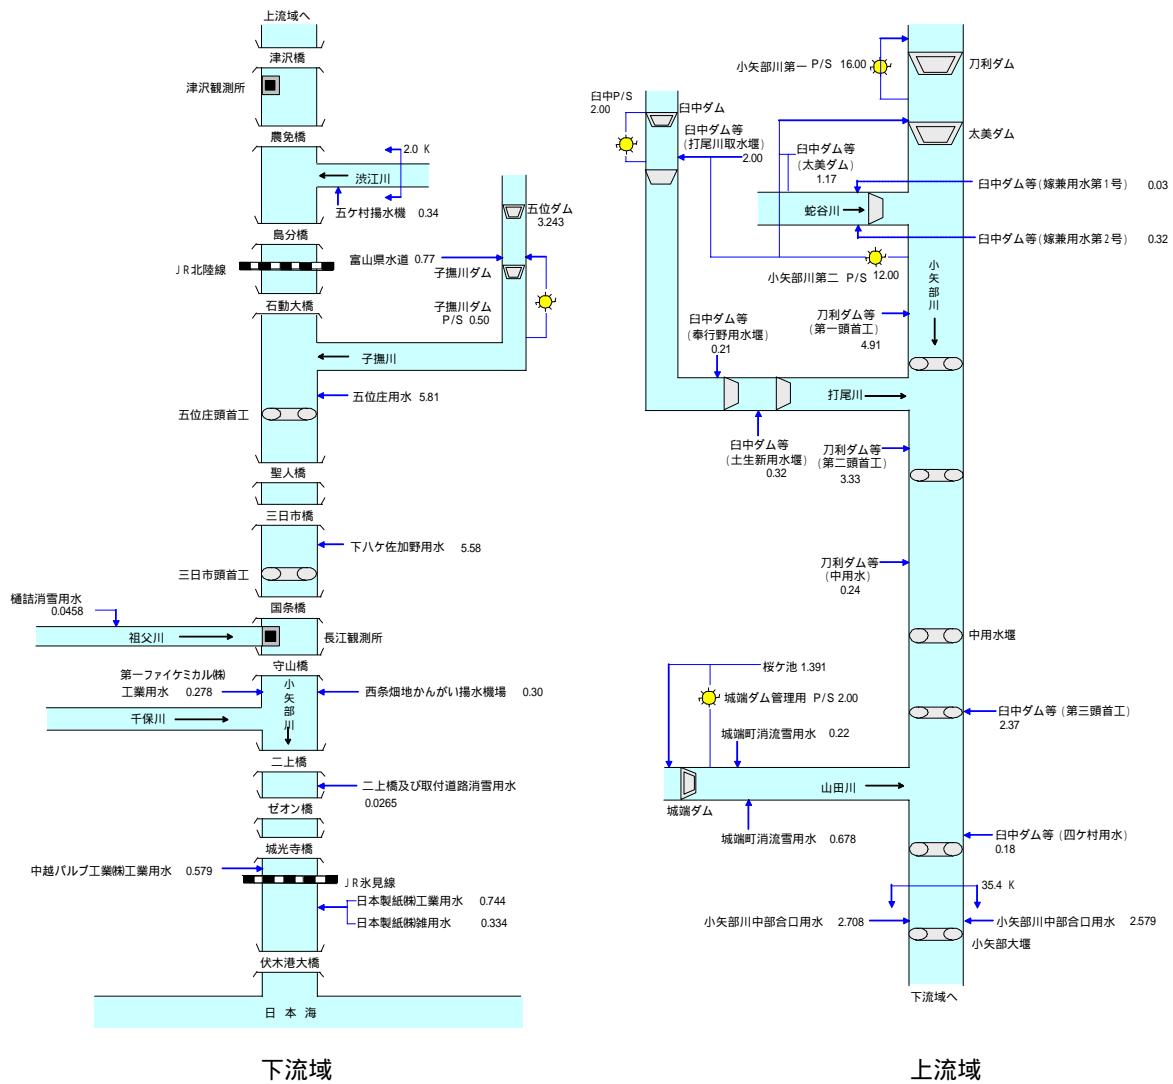 上流域へ
津沢橋
津沢観測所
農免橋
2.0 K
渋江川
五ケ村揚水機 0.34
島分橋
JR北陸線
石動大橋
五位ダム
3.243
富山県水道 0.77
子撫川ダム
子撫川ダム
P/S 0.50
子撫川
五位庄用水 5.81
五位庄頭首工
聖人橋
三日市橋
下八ケ佐加野用水 5.58
三日市頭首工
国条橋
樋詰消雪用水
0.0458
祖父川
長江観測所
守山橋
第一ファイケミカル㈱
工業用水 0.278
小矢部川
西条畑地かんがい揚水機場 0.30
千保川
二上橋
二上橋及び取付道路消雪用水
0.0265
ゼオン橋
城光寺橋
中越パルプ工業㈱工業用水 0.579
JR氷見線
日本製紙㈱工業用水 0.744
日本製紙㈱雑用水 0.334
伏木港大橋
日本海
下流域
小矢部川第一 P/S 16.00
刀利ダム
臼中P/S
2.00
臼中ダム
臼中ダム等
(打尾川取水堰)
2.00
太美ダム
臼中ダム等
(太美ダム)
1.17
臼中ダム等(嫁兼用水第1号) 0.03
蛇谷川
臼中ダム等(嫁兼用水第2号) 0.32
小矢部川第二 P/S 12.00
小矢部川
刀利ダム等
(第一頭首工)
4.91
臼中ダム等
(奉行野用水堰)
0.21
打尾川
臼中ダム等
(土生新用水堰)
0.32
刀利ダム等
(第二頭首工)
3.33
刀利ダム等
(中用水)
0.24
中用水堰
桜ケ池 1.391
城端ダム管理用 P/S 2.00
臼中ダム等 (第三頭首工)
2.37
城端町消流雪用水 0.22
山田川
城端ダム
城端町消流雪用水 0.678
臼中ダム等 (四ケ村用水)
0.18
35.4 K
小矢部川中部合口用水 2.708
小矢部川中部合口用水 2.579
小矢部大堰
下流域へ
上流域